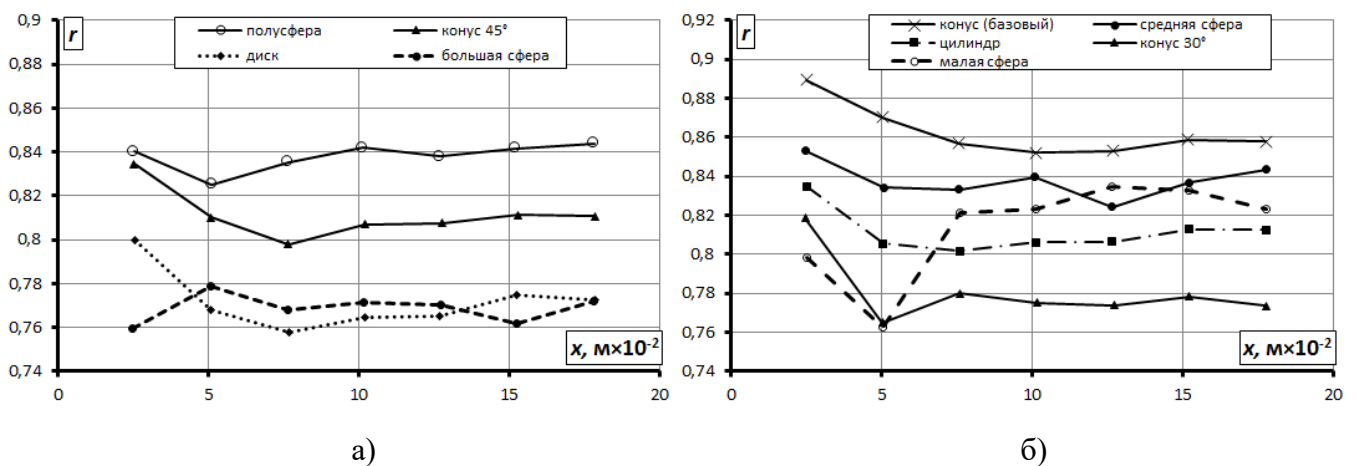 0,9
0,88
0,86
0,84
0,82
0,8
0,78
0,76
0,74
r
полусфера
конус 45°
диск
большая сфера
x, м×10⁻²
0 5 10 15 20
а)
0,92
0,9
0,88
0,86
0,84
0,82
0,8
0,78
0,76
0,74
r
конус (базовый)
средняя сфера
цилиндр
конус 30°
малая сфера
x, м×10⁻²
0 5 10 15 20
б)